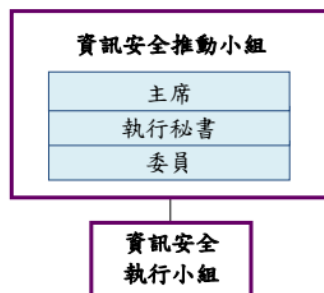 資訊安全推動小組
主席
執行秘書
委員
資訊安全
執行小組